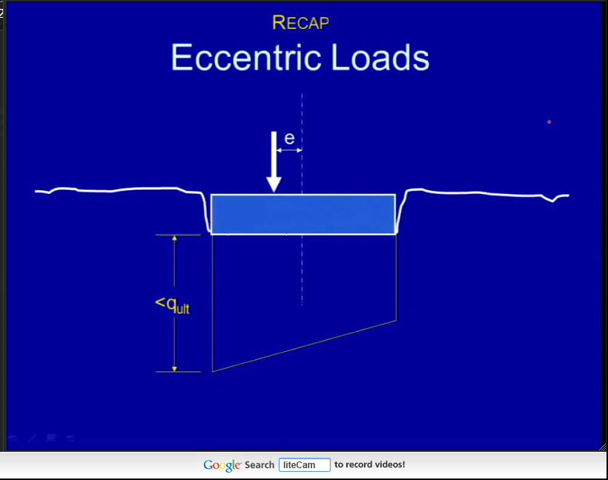 RECAP
Eccentric Loads
e
<qult
Google Search liteCam to record videos!